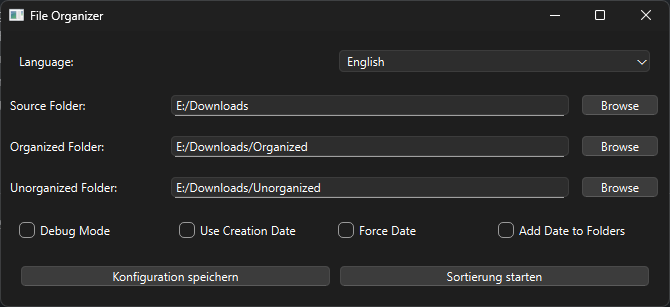 File Organizer
Language: English
Source Folder: E:/Downloads Browse
Organized Folder: E:/Downloads/Organized Browse
Unorganized Folder: E:/Downloads/Unorganized Browse
Debug Mode Use Creation Date Force Date Add Date to Folders
Konfiguration speichern Sortierung starten